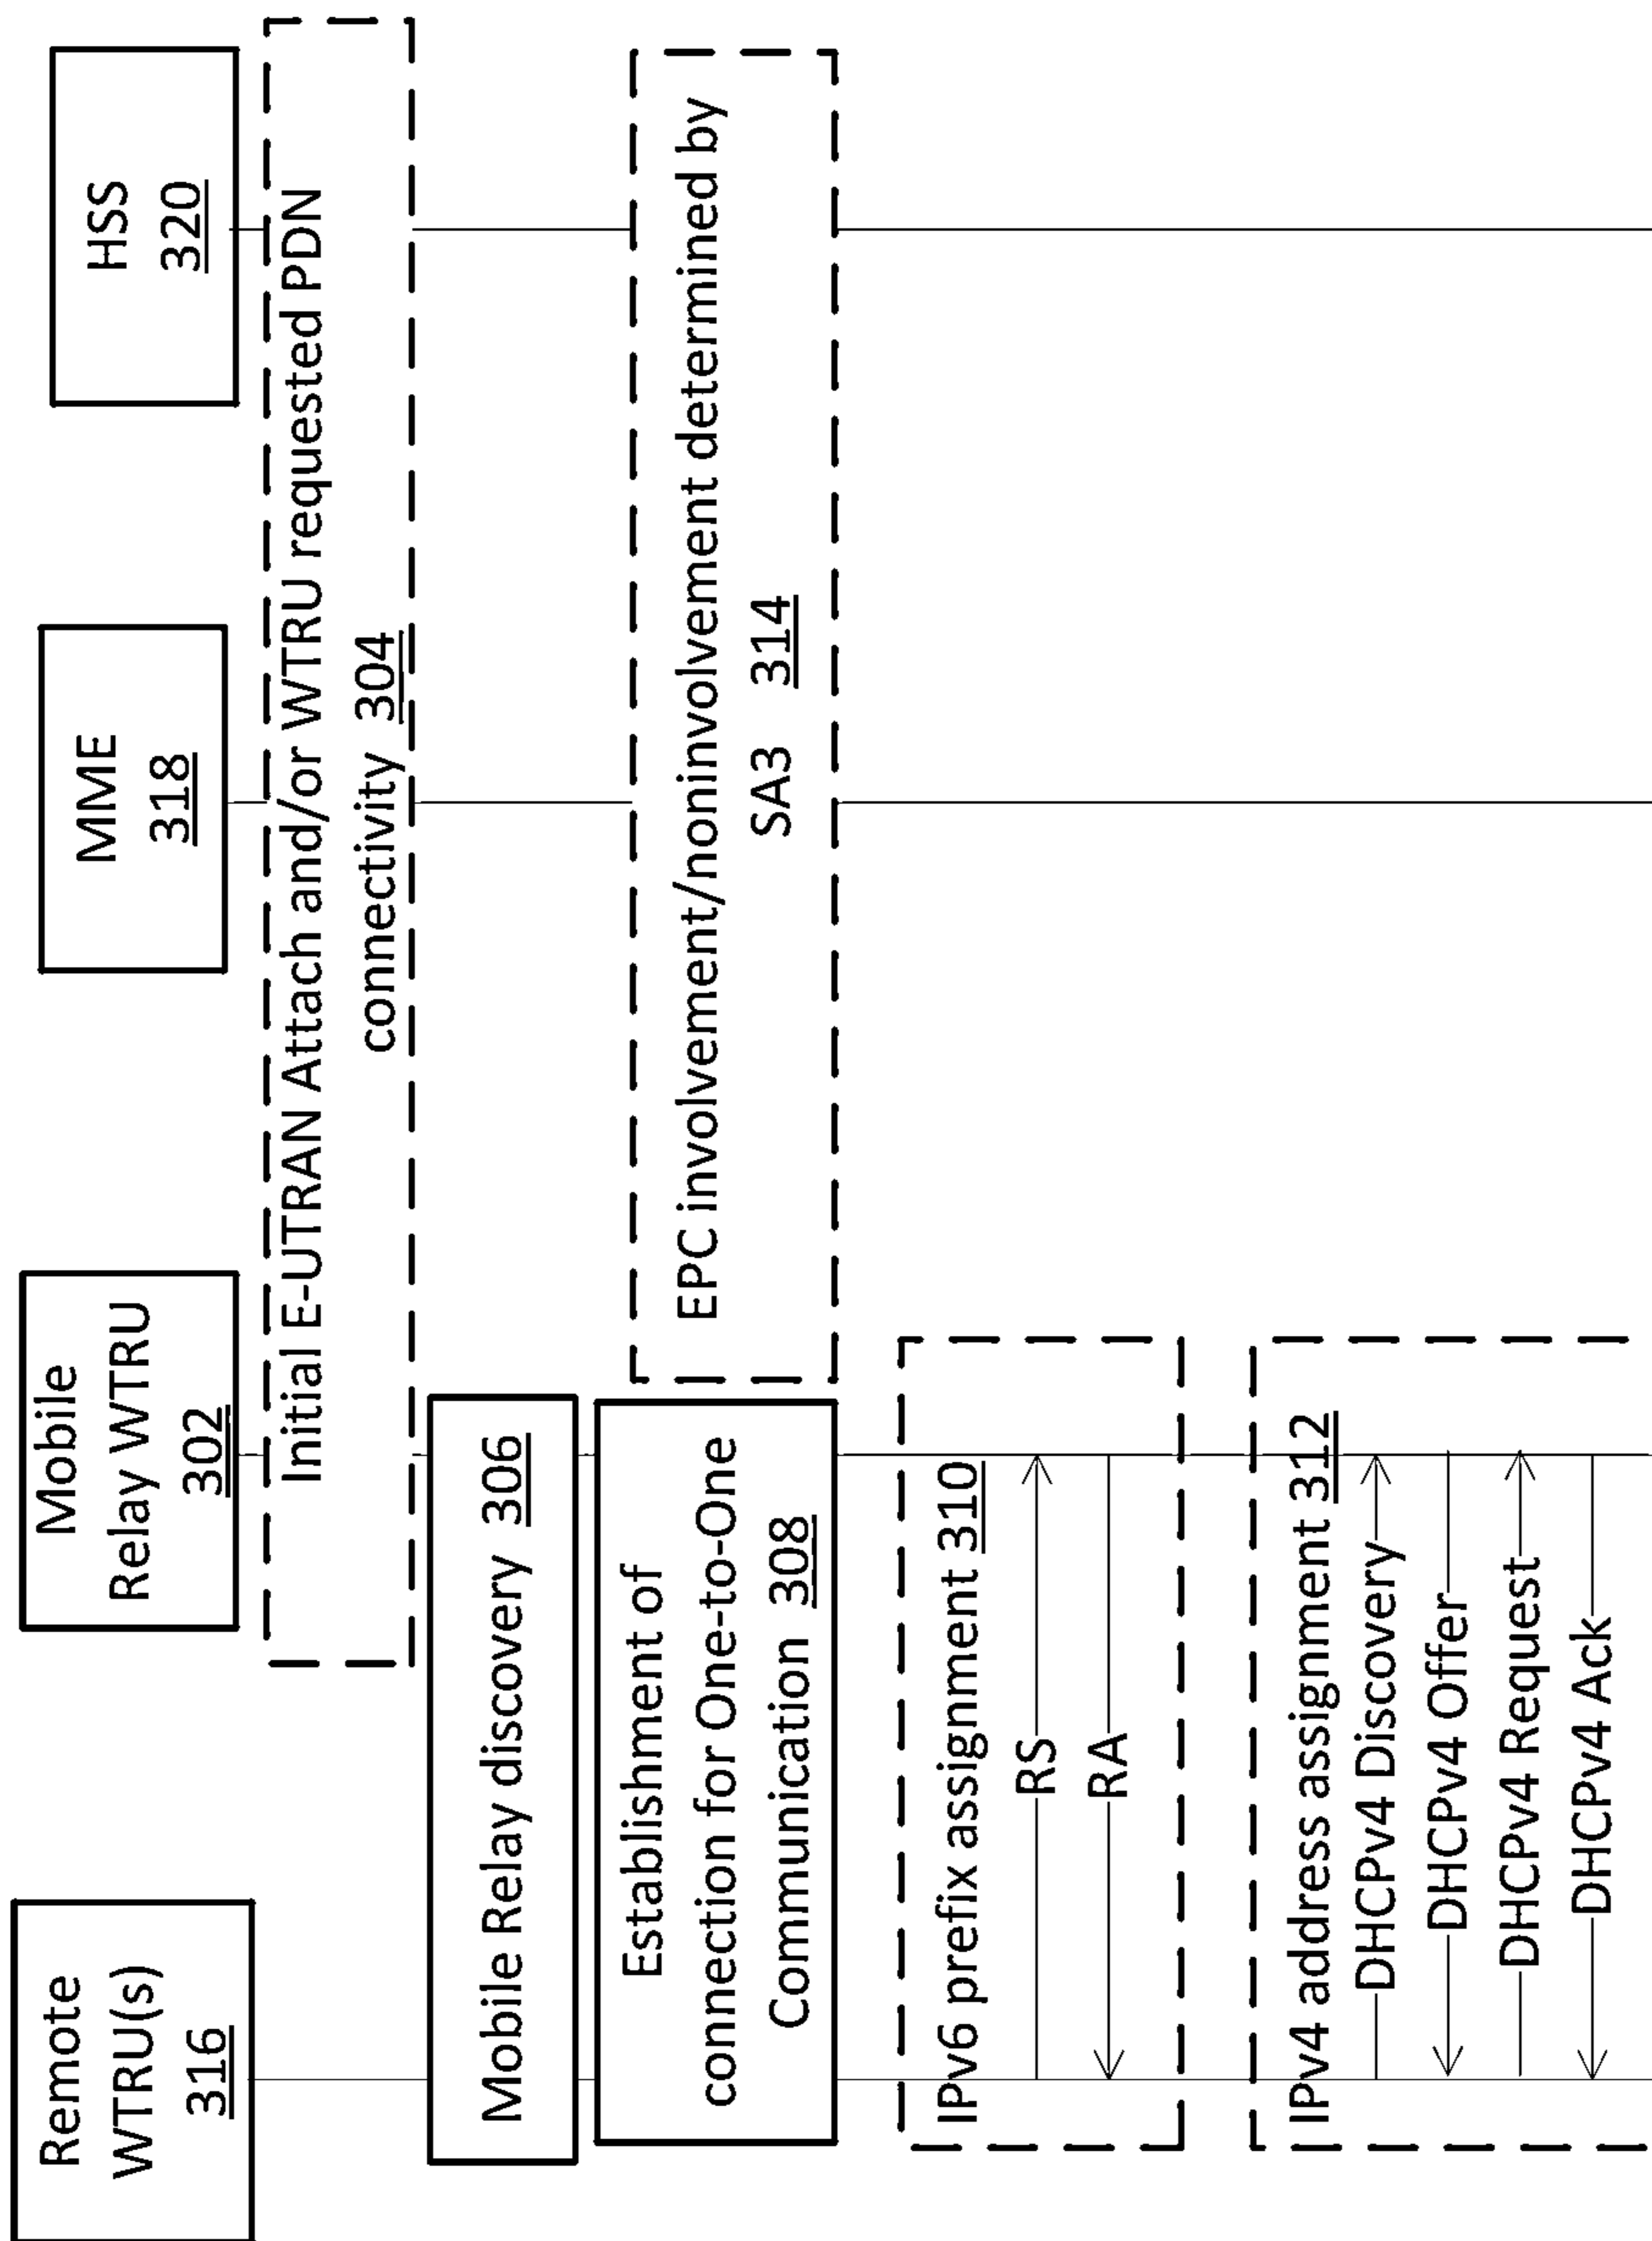 Remote
WTRU(s)
316
Mobile
Relay WTRU
302
MME
318
HSS
320
Initial E-UTRAN Attach and/or WTRU requested PDN
connectivity 304
Mobile Relay discovery 306
Establishment of
connection for One-to-One
Communication 308
EPC involvement/noninvolvement determined by
SA3 314
IPv6 prefix assignment 310
RS
RA
IPv4 address assignment 312
DHCPv4 Discovery
DHCPv4 Offer
DHCPv4 Request
DHCPv4 Ack